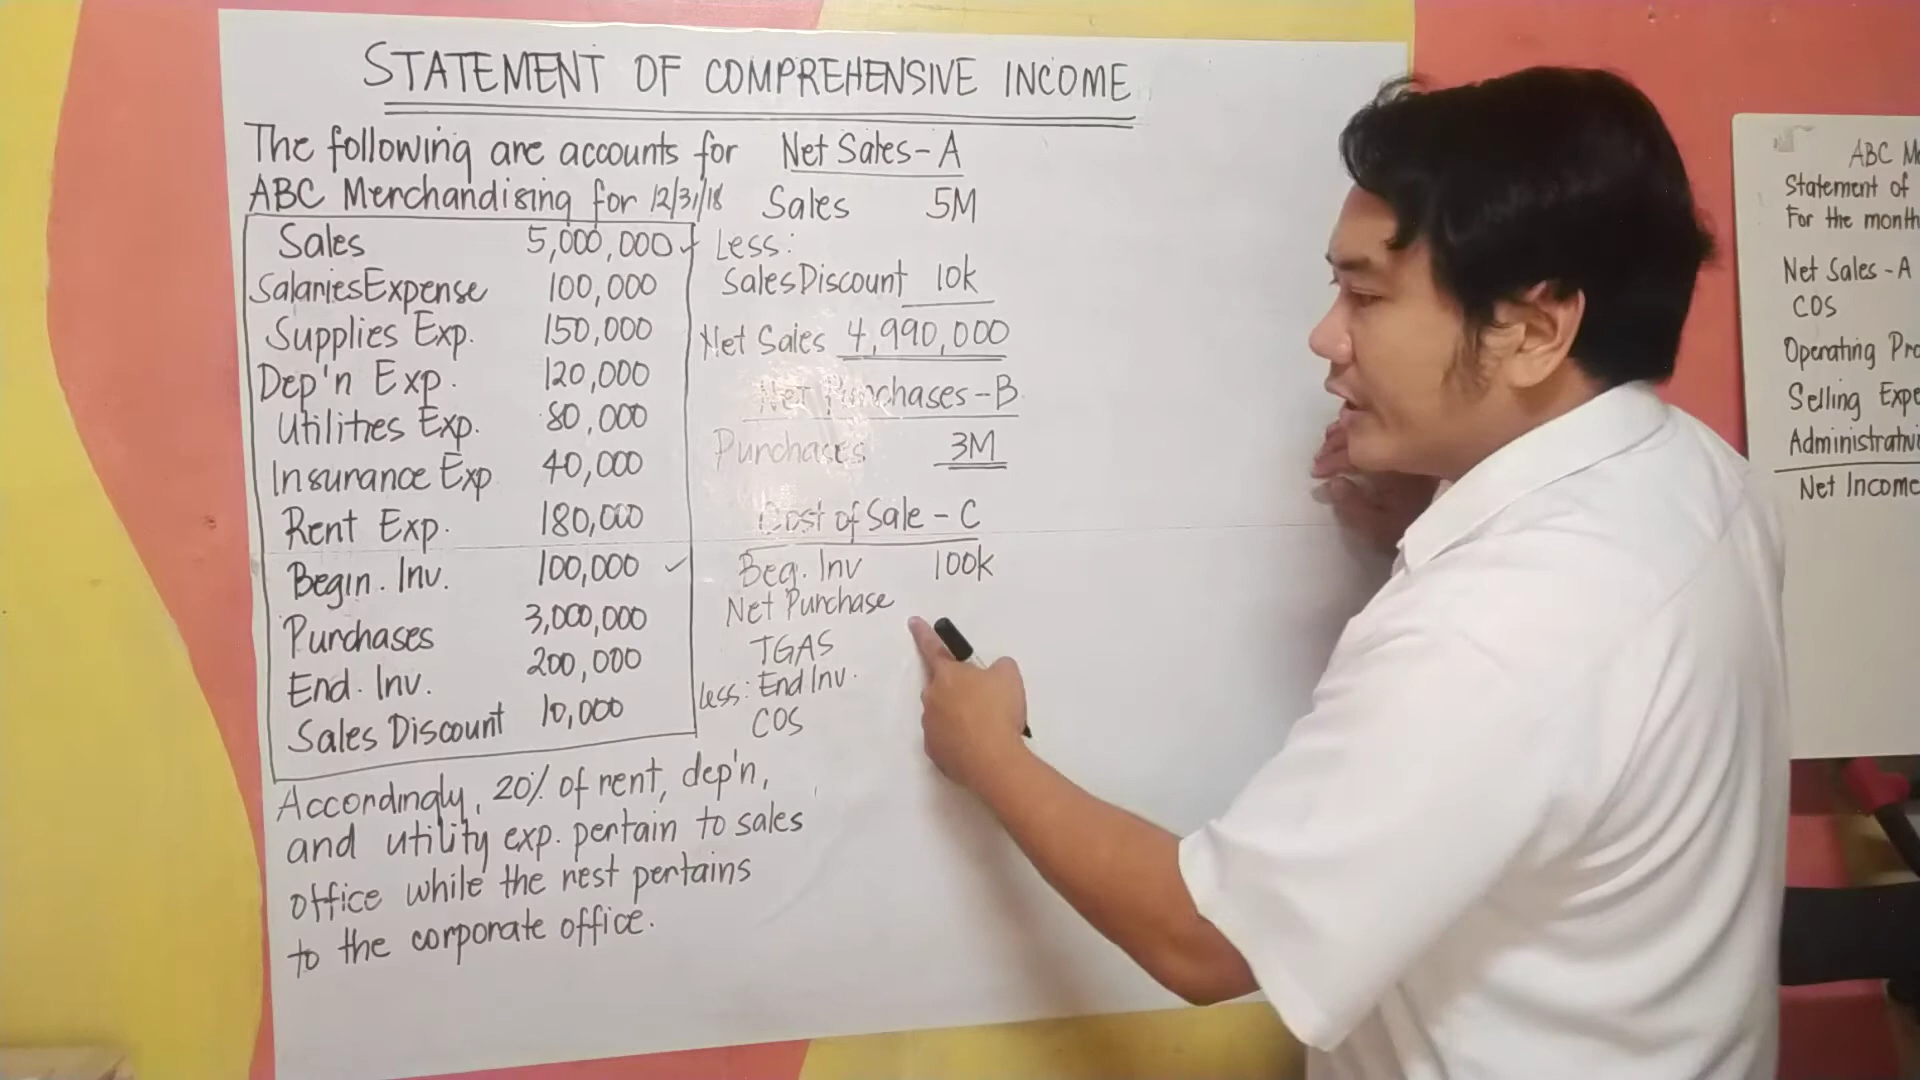 STATEMENT OF COMPREHENSIVE INCOME
The following are accounts for
ABC Merchandising for 12/31/18
Sales 5,000,000
Salaries Expense 100,000
Supplies Exp. 150,000
Dep'n Exp. 120,000
Utilities Exp. 80,000
Insurance Exp 40,000
Rent Exp. 180,000
Begin. Inv. 100,000
Purchases 3,000,000
End. Inv. 200,000
Sales Discount 10,000
Accordingly, 20% of rent, dep'n,
and utility exp. pertain to sales
office while the rest pertains
to the corporate office.
Net Sales - A
Sales 5M
Less:
Sales Discount 10k
Net Sales 4,990,000
Net Purchases - B
Purchases 3M
Cost of Sale - C
Beg. Inv 100k
Net Purchase
TGAS
less: End Inv.
COS
ABC
Statement of
For the month
Net Sales - A
COS
Operating
Selling
Net Income